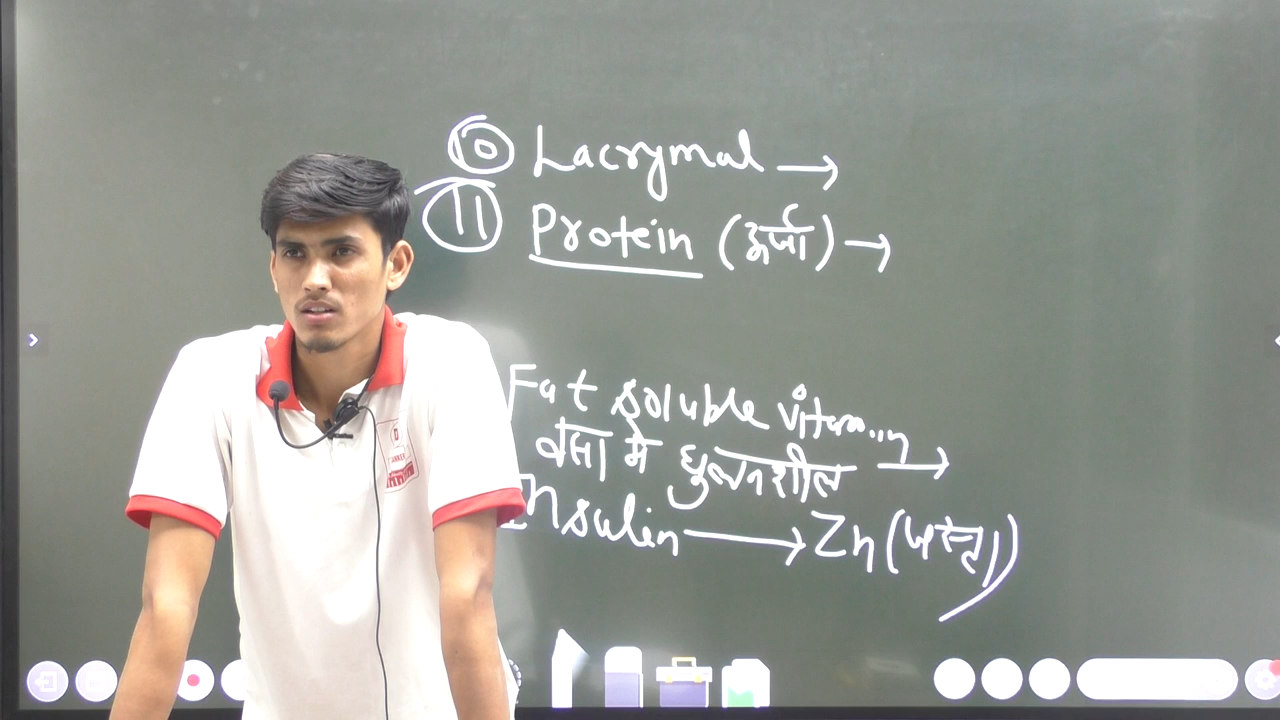 ⑩ Lacrymal →
⑪ Protein (ऊर्जा) →
Fat soluble vitamin
वसा में घुलनशील →
Insulin → Zn (जस्ता)